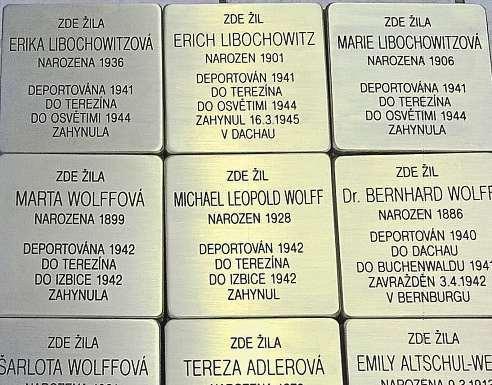 ZDE ŽILA
ERIKA LIBOCHOWITZOVÁ
NAROZENA 1936
DEPORTOVÁNA 1941
DO TEREZÍNA
DO OSVĚTIMI 1944
ZAHYNULA
ZDE ŽIL
ERICH LIBOCHOWITZ
NAROZEN 1901
DEPORTOVÁN 1941
DO TEREZÍNA
DO OSVĚTIMI 1944
ZAHYNUL 16.3.1945
V DACHAU
ZDE ŽILA
MARIE LIBOCHOWITZOVÁ
NAROZENA 1906
DEPORTOVÁNA 1941
DO TEREZÍNA
DO OSVĚTIMI 1944
ZAHYNULA
ZDE ŽILA
MARTA WOLFFOVÁ
NAROZENA 1899
DEPORTOVÁNA 1942
DO TEREZÍNA
DO IZBICE 1942
ZAHYNULA
ZDE ŽIL
MICHAEL LEOPOLD WOLFF
NAROZEN 1928
DEPORTOVÁN 1942
DO TEREZÍNA
DO IZBICE 1942
ZAHYNUL
ZDE ŽIL
Dr. BERNHARD WOLFF
NAROZEN 1886
DEPORTOVÁN 1940
DO DACHAU
DO BUCHENWALDU 1941
ZAVRAŽDĚN 3.4.1942
V BERNBURGU
ZDE ŽILA
ŠARLOTA WOLFFOVÁ
ZDE ŽILA
TEREZA ADLEROVÁ
ZDE ŽILA
EMILY ALTSCHUL-WE